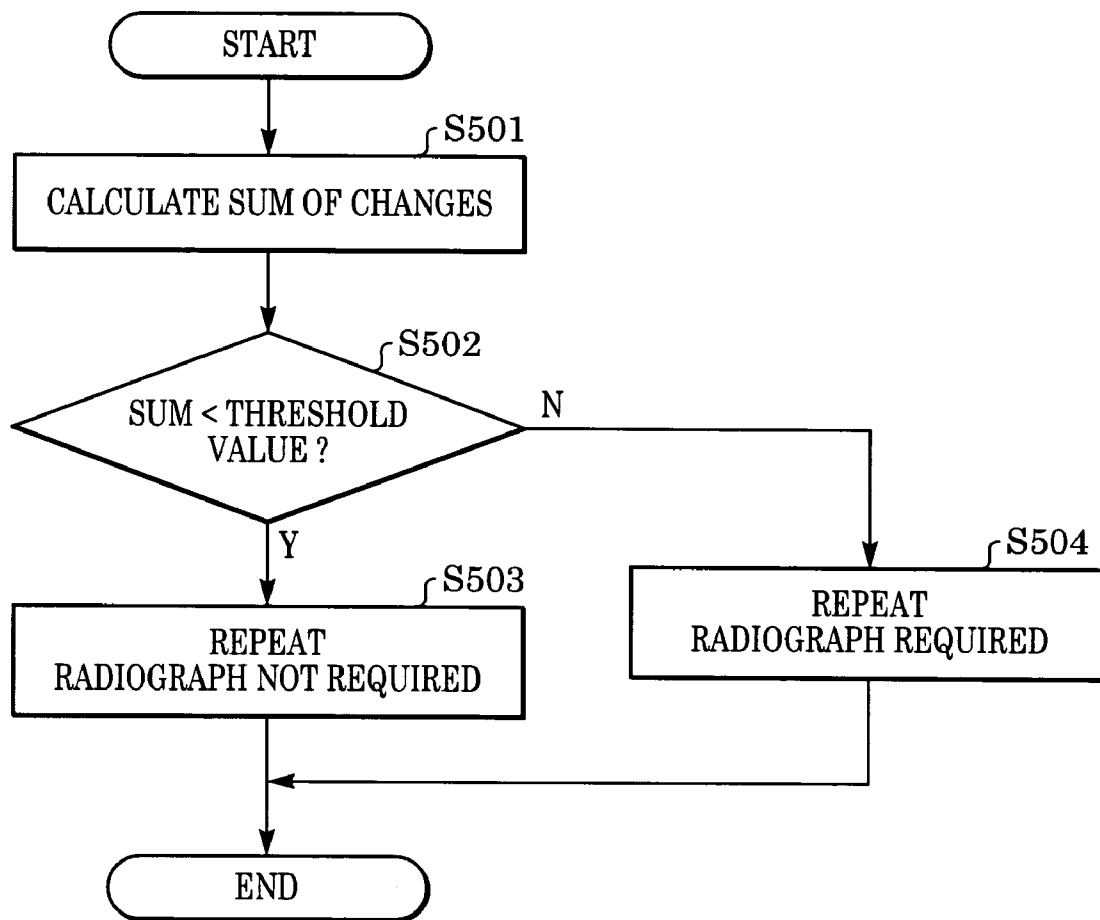 START
S501
CALCULATE SUM OF CHANGES
S502
SUM < THRESHOLD
VALUE ?
N
Y
S503
REPEAT
RADIOGRAPH NOT REQUIRED
S504
REPEAT
RADIOGRAPH REQUIRED
END